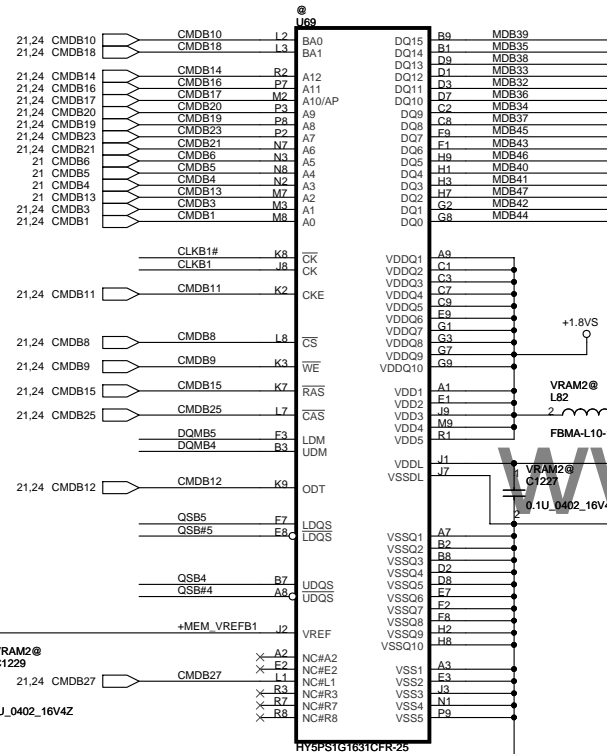 @
U69
21,24 CMDB10 CMDB10 L2 BA0 DQ15 B9 MDB39
21,24 CMDB18 CMDB18 L3 BA1 DQ14 B1 MDB35
DQ13 D9 MDB38
21,24 CMDB14 CMDB14 R2 A12 DQ12 D1 MDB33
21,24 CMDB16 CMDB16 P7 A11 DQ11 D3 MDB32
21,24 CMDB17 CMDB17 M2 A10/AP DQ10 D7 MDB36
21,24 CMDB20 CMDB20 P3 A9 DQ9 C2 MDB34
21,24 CMDB19 CMDB19 P8 A8 DQ8 C8 MDB37
21,24 CMDB23 CMDB23 P2 A7 DQ7 F9 MDB45
21,24 CMDB21 CMDB21 N7 A6 DQ6 F1 MDB43
21 CMDB6 CMDB6 N3 A5 DQ5 H9 MDB46
21 CMDB5 CMDB5 N8 A4 DQ4 H1 MDB40
21 CMDB4 CMDB4 N2 A3 DQ3 H3 MDB41
21 CMDB13 CMDB13 M7 A2 DQ2 H7 MDB47
21,24 CMDB3 CMDB3 M3 A1 DQ1 G2 MDB42
21,24 CMDB1 CMDB1 M8 A0 DQ0 G8 MDB44
CLKB1# K8 CK VDDQ1 A9
CLKB1 J8 CK VDDQ2 C1
VDDQ3 C3
21,24 CMDB11 CMDB11 K2 CKE VDDQ4 C7
VDDQ5 C9
VDDQ6 E9
VDDQ7 G1
+1.8VS
21,24 CMDB8 CMDB8 L8 CS VDDQ8 G3
VDDQ9 G7
21,24 CMDB9 CMDB9 K3 WE VDDQ10 G9
21,24 CMDB15 CMDB15 K7 RAS VDD1 A1
VDD2 E1
VRAM2@
L82
21,24 CMDB25 CMDB25 L7 CAS VDD3 J9 2
VDD4 M9
DQMB5 F3 LDM VDD5 R1
FBMA-L10-
DQMB4 B3 UDM
VDDL J1
VSSDL J7
1
VRAM2@
C1227
2
0.1U_0402_16V4
21,24 CMDB12 CMDB12 K9 ODT
QSB5 F7 LDQS
QSB#5 E8 LDQS
VSSQ1 A7
VSSQ2 B2
VSSQ3 B8
VSSQ4 D2
QSB4 B7 UDQS VSSQ5 D8
QSB#4 A8 UDQS VSSQ6 E7
VSSQ7 F2
VSSQ8 F8
+MEM_VREFB1 J2 VREF VSSQ9 H2
VSSQ10 H8
VRAM2@
C1229
U_0402_16V4Z
A2 NC#A2
E2 NC#E2 VSS1 A3
21,24 CMDB27 CMDB27 L1 NC#L1 VSS2 E3
R3 NC#R3 VSS3 J3
R7 NC#R7 VSS4 N1
R8 NC#R8 VSS5 P9
HY5PS1G1631CFR-25